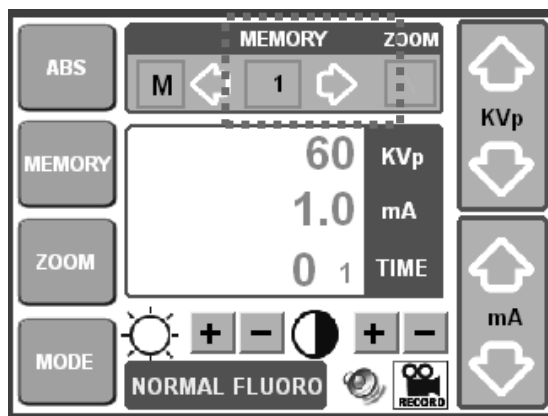 ABS
MEMORY ZOOM
M 1
KVp
MEMORY
60 KVp
1.0 mA
ZOOM
0 1 TIME
mA
+ - + -
MODE
NORMAL FLUORO
RECORD